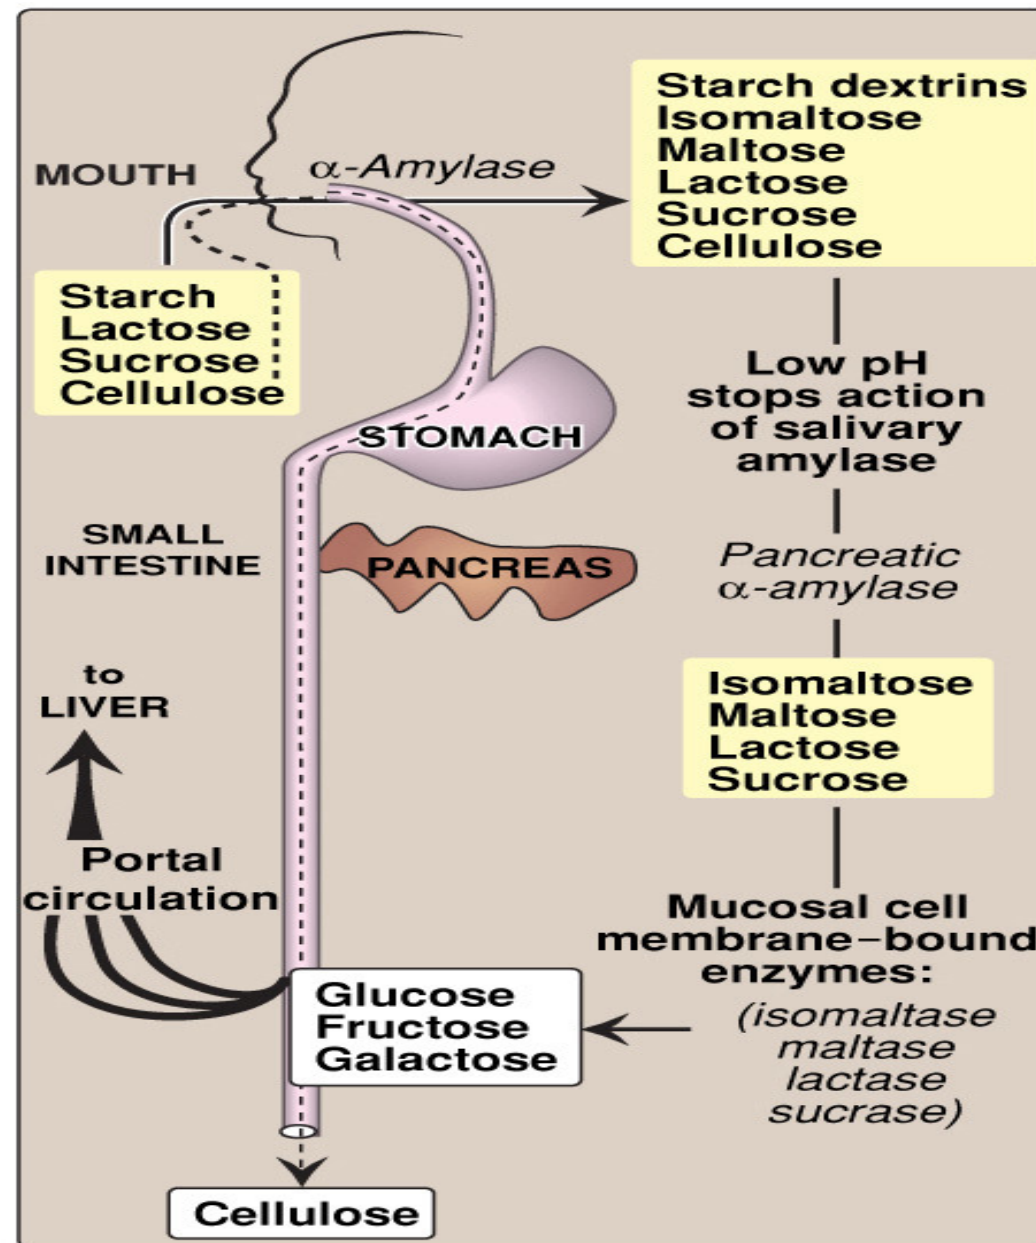 MOUTH
α-Amylase
Starch dextrins
Isomaltose
Maltose
Lactose
Sucrose
Cellulose
Starch
Lactose
Sucrose
Cellulose
Low pH
stops action
of salivary
amylase
STOMACH
SMALL
INTESTINE
PANCREAS
Pancreatic
α-amylase
to
LIVER
Isomaltose
Maltose
Lactose
Sucrose
Portal
circulation
Mucosal cell
membrane–bound
enzymes:
(isomaltase
maltase
lactase
sucrase)
Glucose
Fructose
Galactose
Cellulose